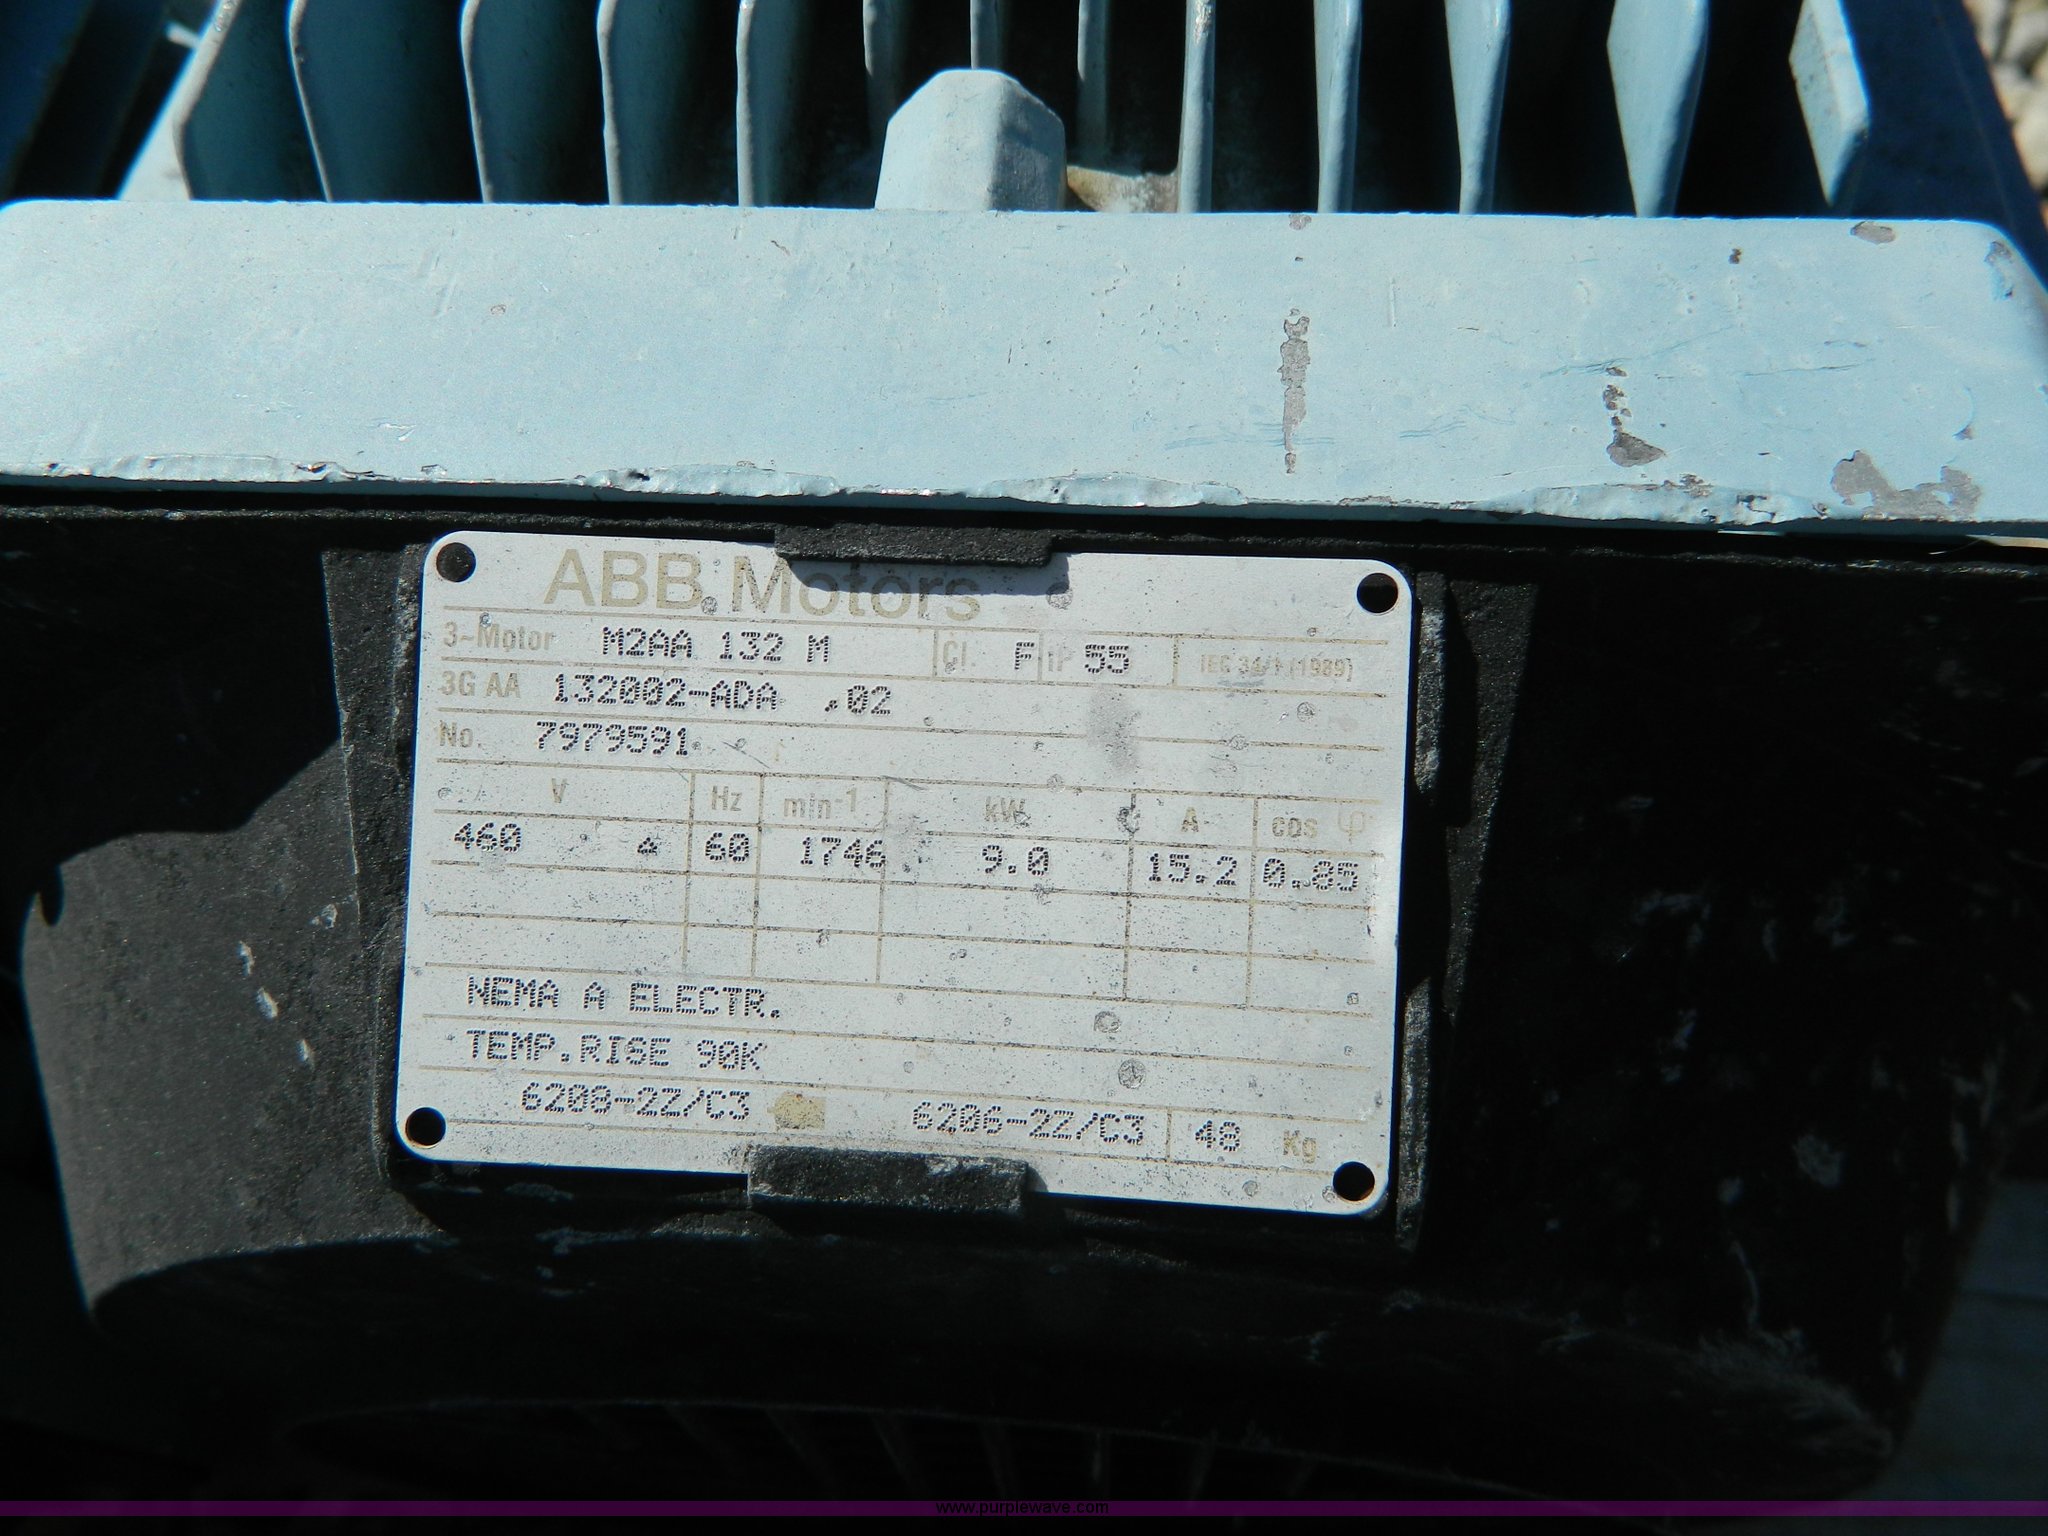 ABB Motors
3~Motor M2AA 132 M Cl. F IP 55 IEC 34/1 (1989)
3G AA 132002-ADA .02
No. 7979591
V Hz min-1 kW A cos φ
460 △ 60 1746 9.0 15.2 0.85
NEMA A ELECTR.
TEMP.RISE 90K
6208-2Z/C3 6206-2Z/C3 48 Kg
www.purplewave.com